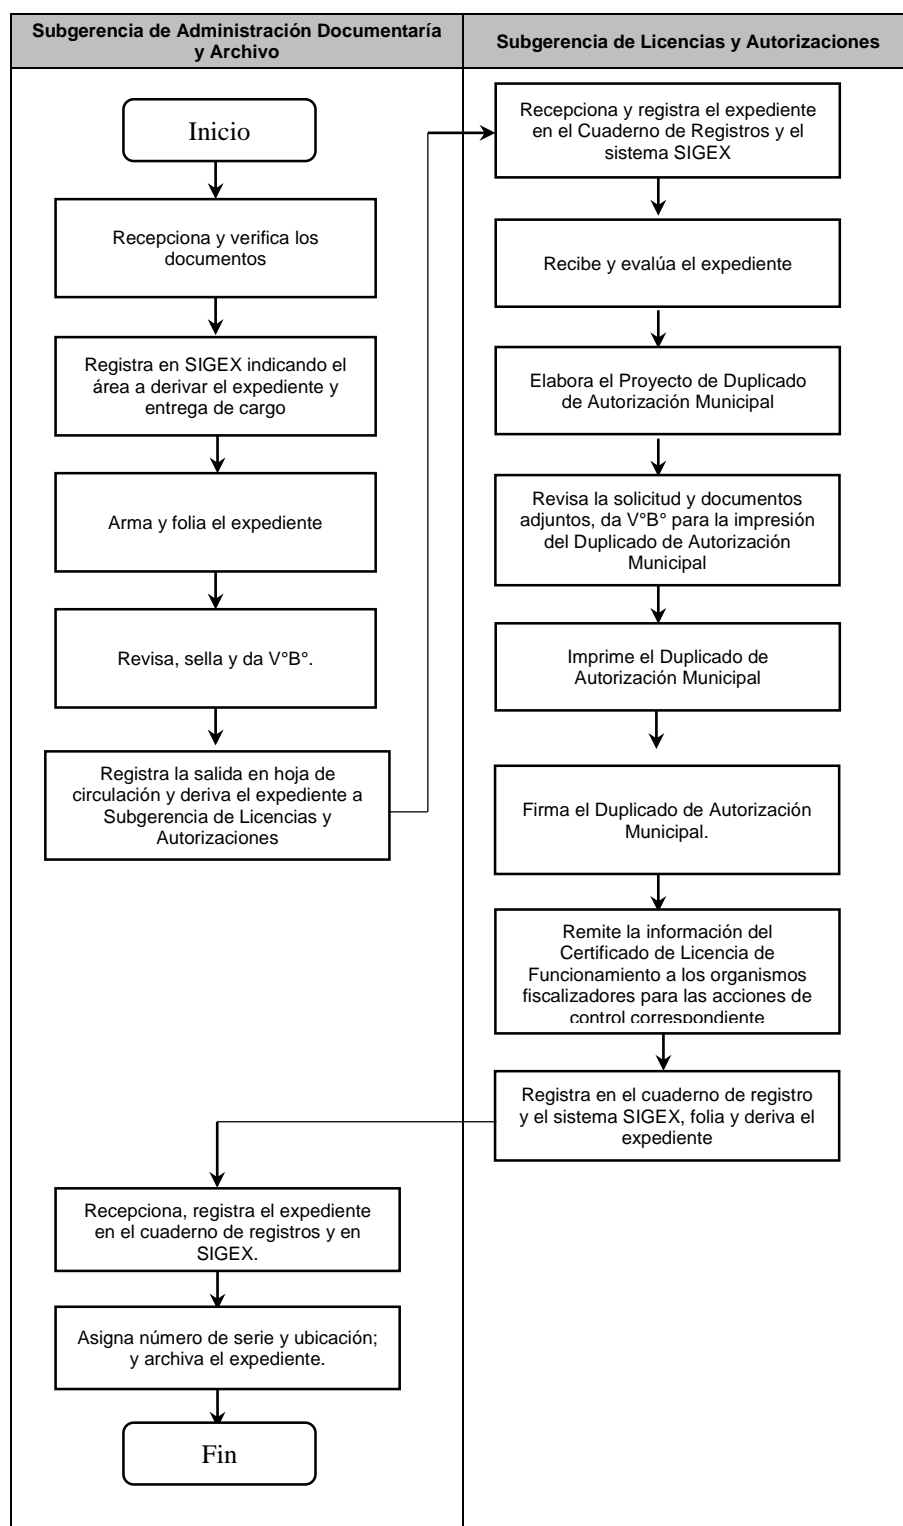 Subgerencia de Administración Documentaría
y Archivo
Subgerencia de Licencias y Autorizaciones
Inicio
Recepciona y verifica los
documentos
Registra en SIGEX indicando el
área a derivar el expediente y
entrega de cargo
Arma y folia el expediente
Revisa, sella y da V°B°.
Registra la salida en hoja de
circulación y deriva el expediente a
Subgerencia de Licencias y
Autorizaciones
Recepciona y registra el expediente
en el Cuaderno de Registros y el
sistema SIGEX
Recibe y evalúa el expediente
Elabora el Proyecto de Duplicado
de Autorización Municipal
Revisa la solicitud y documentos
adjuntos, da V°B° para la impresión
del Duplicado de Autorización
Municipal
Imprime el Duplicado de
Autorización Municipal
Firma el Duplicado de Autorización
Municipal.
Remite la información del
Certificado de Licencia de
Funcionamiento a los organismos
fiscalizadores para las acciones de
control correspondiente
Registra en el cuaderno de registro
y el sistema SIGEX, folia y deriva el
expediente
Recepciona, registra el expediente
en el cuaderno de registros y en
SIGEX.
Asigna número de serie y ubicación;
y archiva el expediente.
Fin